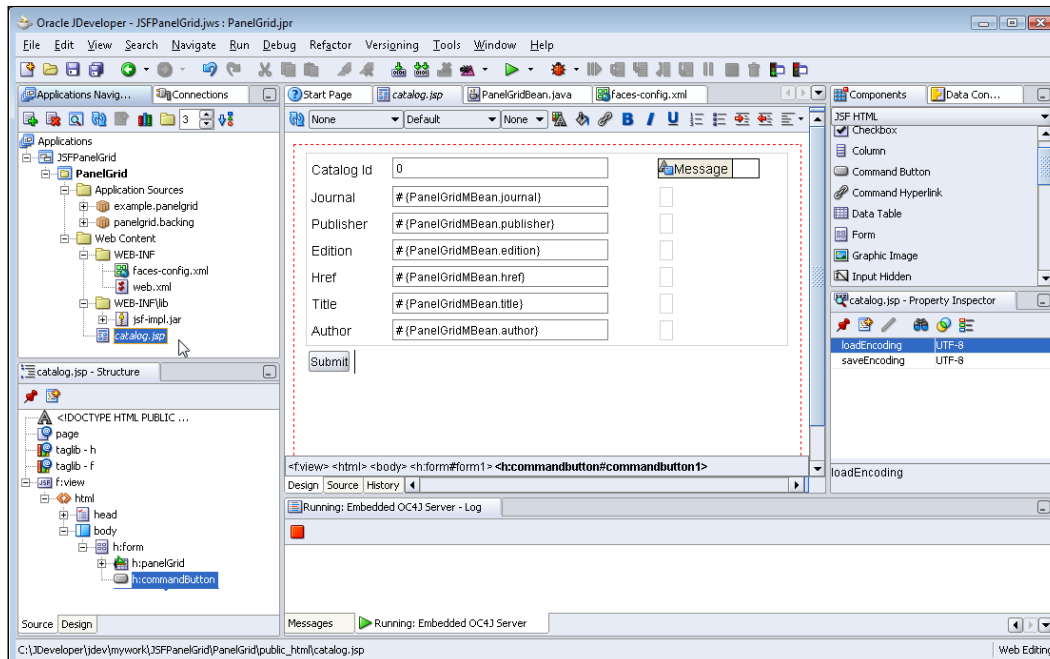 Oracle JDeveloper - JSFPanelGrid.jws : PanelGrid.jpr
File Edit View Search Navigate Run Debug Refactor Versioning Tools Window Help
Applications Navig...
Connections
3
Applications
JSFPanelGrid
PanelGrid
Application Sources
example.panelgrid
panelgrid.backing
Web Content
WEB-INF
faces-config.xml
web.xml
WEB-INF\lib
jsf-impl.jar
catalog.jsp
catalog.jsp - Structure
<!DOCTYPE HTML PUBLIC ...
page
taglib - h
taglib - f
JSF f:view
html
head
body
h:form
h:panelGrid
h:commandButton
Source Design
Start Page catalog.jsp PanelGridBean.java faces-config.xml
None Default None B I U
Catalog Id 0 Message
Journal #{PanelGridMBean.journal}
Publisher #{PanelGridMBean.publisher}
Edition #{PanelGridMBean.edition}
Href #{PanelGridMBean.href}
Title #{PanelGridMBean.title}
Author #{PanelGridMBean.author}
Submit
<f:view> <html> <body> <h:form#form1> <h:commandbutton#commandbutton1>
Design Source History
Running: Embedded OC4J Server - Log
Messages Running: Embedded OC4J Server
Components Data Con...
JSF HTML
Checkbox
Column
Command Button
Command Hyperlink
Data Table
Form
Graphic Image
Input Hidden
catalog.jsp - Property Inspector
loadEncoding UTF-8
saveEncoding UTF-8
loadEncoding
C:\JDeveloper\jdev\mywork\JSFPanelGrid\PanelGrid\public_html\catalog.jsp
Web Editing